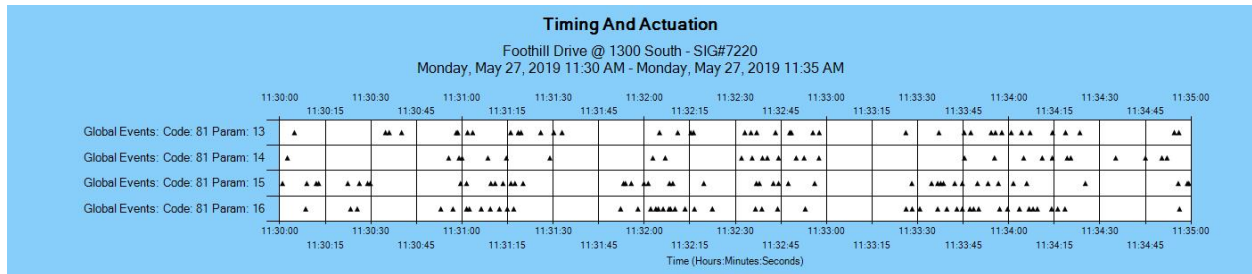 Timing And Actuation
Foothill Drive @ 1300 South - SIG#7220
Monday, May 27, 2019 11:30 AM - Monday, May 27, 2019 11:35 AM
11:30:00 11:30:30 11:31:00 11:31:30 11:32:00 11:32:30 11:33:00 11:33:30 11:34:00 11:34:30 11:35:00
11:30:15 11:30:45 11:31:15 11:31:45 11:32:15 11:32:45 11:33:15 11:33:45 11:34:15 11:34:45
Global Events: Code: 81 Param: 13
Global Events: Code: 81 Param: 14
Global Events: Code: 81 Param: 15
Global Events: Code: 81 Param: 16
11:30:00 11:30:30 11:31:00 11:31:30 11:32:00 11:32:30 11:33:00 11:33:30 11:34:00 11:34:30 11:35:00
11:30:15 11:30:45 11:31:15 11:31:45 11:32:15 11:32:45 11:33:15 11:33:45 11:34:15 11:34:45
Time (Hours:Minutes:Seconds)